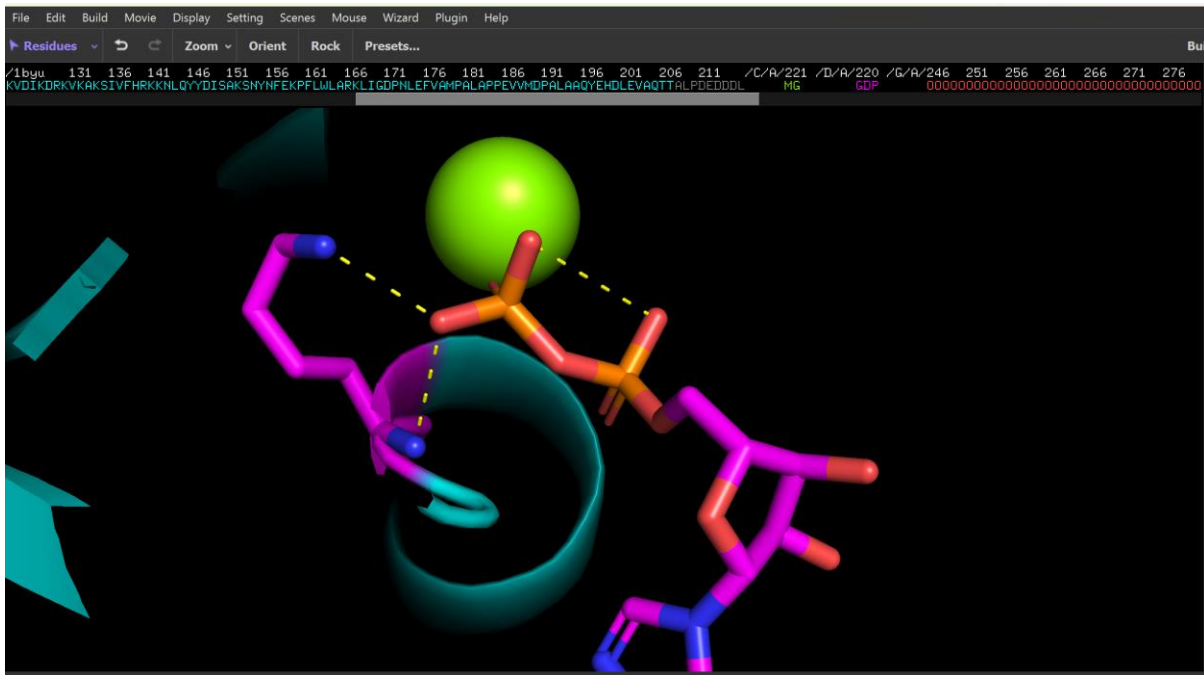 File Edit Build Movie Display Setting Scenes Mouse Wizard Plugin Help
Residues Zoom Orient Rock Presets... Bu
/1byu 131 136 141 146 151 156 161 166 171 176 181 186 191 196 201 206 211 /C/A/221 /D/A/220 /G/A/246 251 256 261 266 271 276
KVDIKDRKVKAKSIVFHRKKNLQYYDISAKSNYNFEKPFLWLARKLIGDPNLEFVAMPALAPPEVVMDPALAAQYEHDLEVAQTTALPDEDDDL MG GDP OOOOOOOOOOOOOOOOOOOOOOOOOOOOOOOOOOO